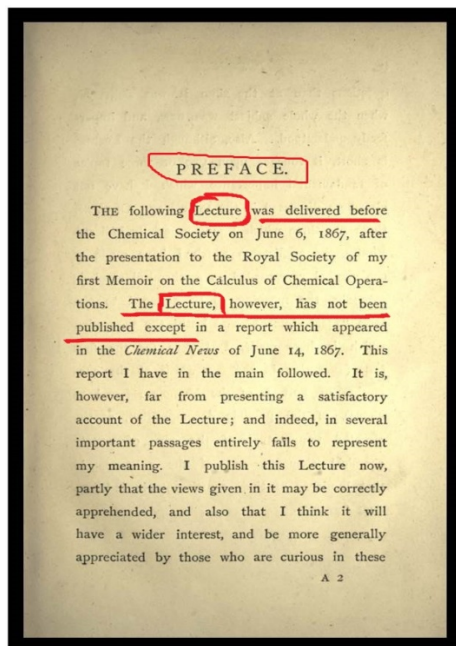 PREFACE.
THE following Lecture was delivered before
the Chemical Society on June 6, 1867, after
the presentation to the Royal Society of my
first Memoir on the Calculus of Chemical Opera-
tions. The Lecture, however, has not been
published except in a report which appeared
in the Chemical News of June 14, 1867. This
report I have in the main followed. It is,
however, far from presenting a satisfactory
account of the Lecture; and indeed, in several
important passages entirely fails to represent
my meaning. I publish this Lecture now,
partly that the views given in it may be correctly
apprehended, and also that I think it will
have a wider interest, and be more generally
appreciated by those who are curious in these
A 2